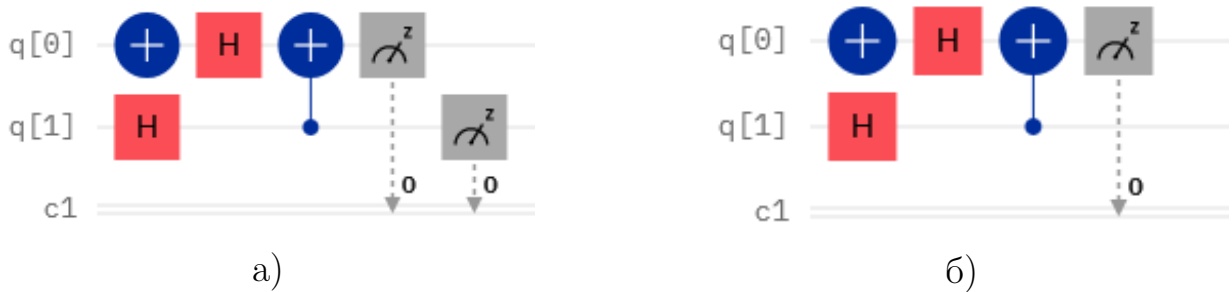 q[0] H z
q[1] H z
0 0
c1
а)
q[0] H z
q[1] H
0
c1
б)